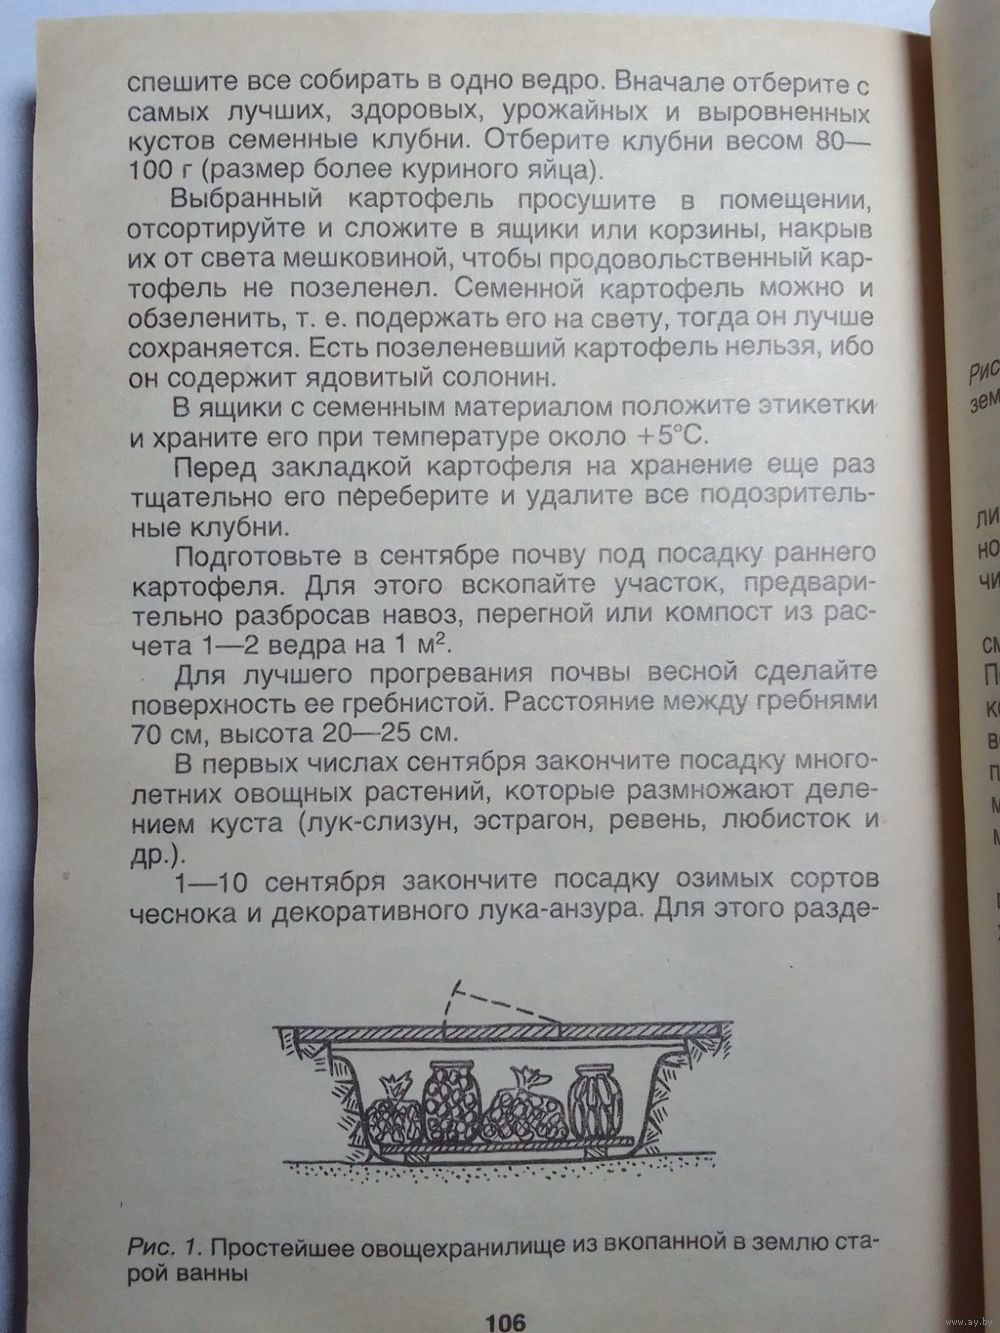 спешите все собирать в одно ведро. Вначале отберите с
самых лучших, здоровых, урожайных и выровненных
кустов семенные клубни. Отберите клубни весом 80—
100 г (размер более куриного яйца).
Выбранный картофель просушите в помещении,
отсортируйте и сложите в ящики или корзины, накрыв
их от света мешковиной, чтобы продовольственный кар-
тофель не позеленел. Семенной картофель можно и
обзеленить, т. е. подержать его на свету, тогда он лучше
сохраняется. Есть позеленевший картофель нельзя, ибо
он содержит ядовитый солонин.
В ящики с семенным материалом положите этикетки
и храните его при температуре около +5°С.
Перед закладкой картофеля на хранение еще раз
тщательно его переберите и удалите все подозритель-
ные клубни.
Подготовьте в сентябре почву под посадку раннего
картофеля. Для этого вскопайте участок, предвари-
тельно разбросав навоз, перегной или компост из рас-
чета 1—2 ведра на 1 м².
Для лучшего прогревания почвы весной сделайте
поверхность ее гребнистой. Расстояние между гребнями
70 см, высота 20—25 см.
В первых числах сентября закончите посадку много-
летних овощных растений, которые размножают деле-
нием куста (лук-слизун, эстрагон, ревень, любисток и
др.).
1—10 сентября закончите посадку озимых сортов
чеснока и декоративного лука-анзура. Для этого разде-
Рис. 1. Простейшее овощехранилище из вкопанной в землю ста-
рой ванны
106
Рис
зем
ли
но
чи
www.ay.by